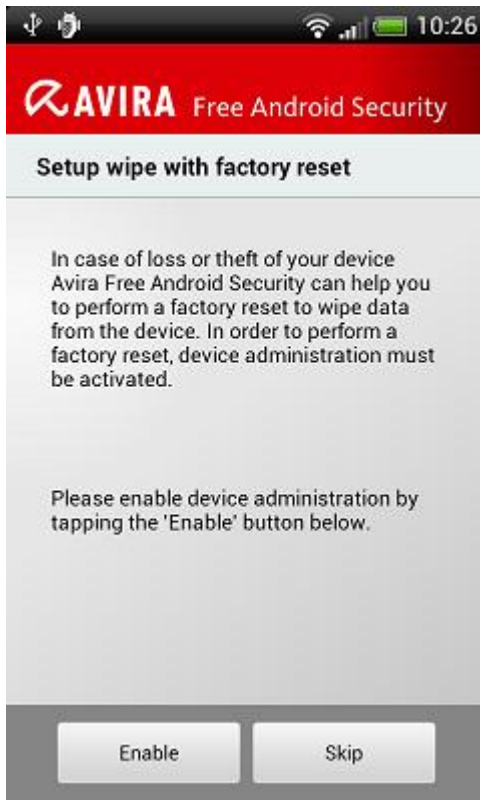 10:26
AVIRA Free Android Security
Setup wipe with factory reset
In case of loss or theft of your device
Avira Free Android Security can help you
to perform a factory reset to wipe data
from the device. In order to perform a
factory reset, device administration must
be activated.
Please enable device administration by
tapping the 'Enable' button below.
Enable Skip